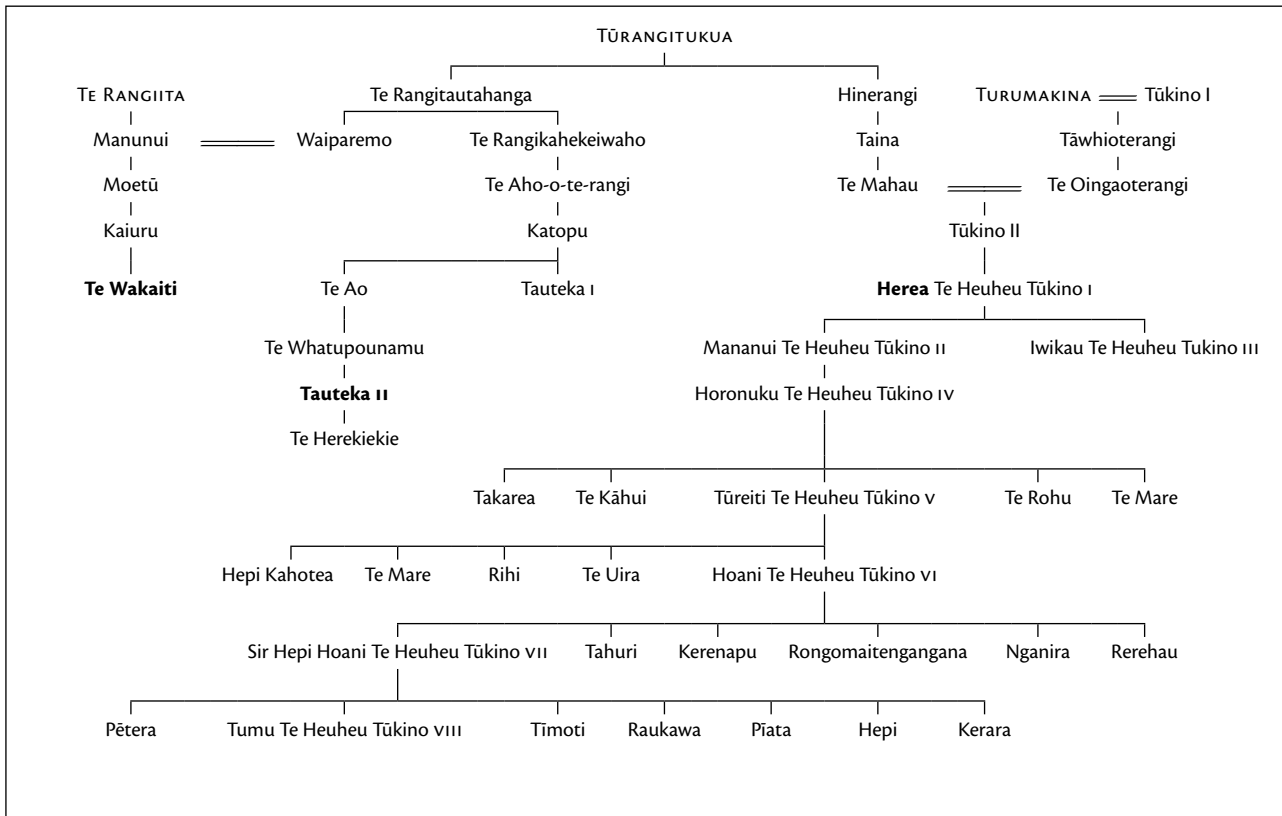 Tūrangitukua
Te Rangiita Te Rangitautahanga Hinerangi Turumakina Tūkino I
Manunui Waiparemo Te Rangikahekeiwaho Taina Tāwhioterangi
Moetū Te Aho-o-te-rangi Te Mahau Te Oingaoterangi
Kaiuru Katopu Tūkino II
Te Wakaiti Te Ao Tauteka I Herea Te Heuheu Tūkino I
Te Whatupounamu Mananui Te Heuheu Tūkino II Iwikau Te Heuheu Tukino III
Tauteka II Horonuku Te Heuheu Tūkino IV
Te Herekiekie
Takarea Te Kāhui Tūreiti Te Heuheu Tūkino V Te Rohu Te Mare
Hepi Kahotea Te Mare Rihi Te Uira Hoani Te Heuheu Tūkino VI
Sir Hepi Hoani Te Heuheu Tūkino VII Tahuri Kerenapu Rongomaitengangana Nganira Rerehau
Pētera Tumu Te Heuheu Tūkino VIII Tīmoti Raukawa Pīata Hepi Kerara